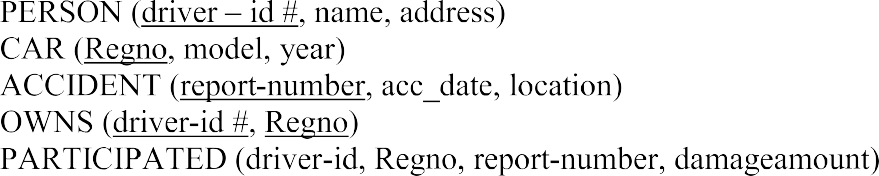 PERSON (driver – id #, name, address)
CAR (Regno, model, year)
ACCIDENT (report-number, acc_date, location)
OWNS (driver-id #, Regno)
PARTICIPATED (driver-id, Regno, report-number, damageamount)